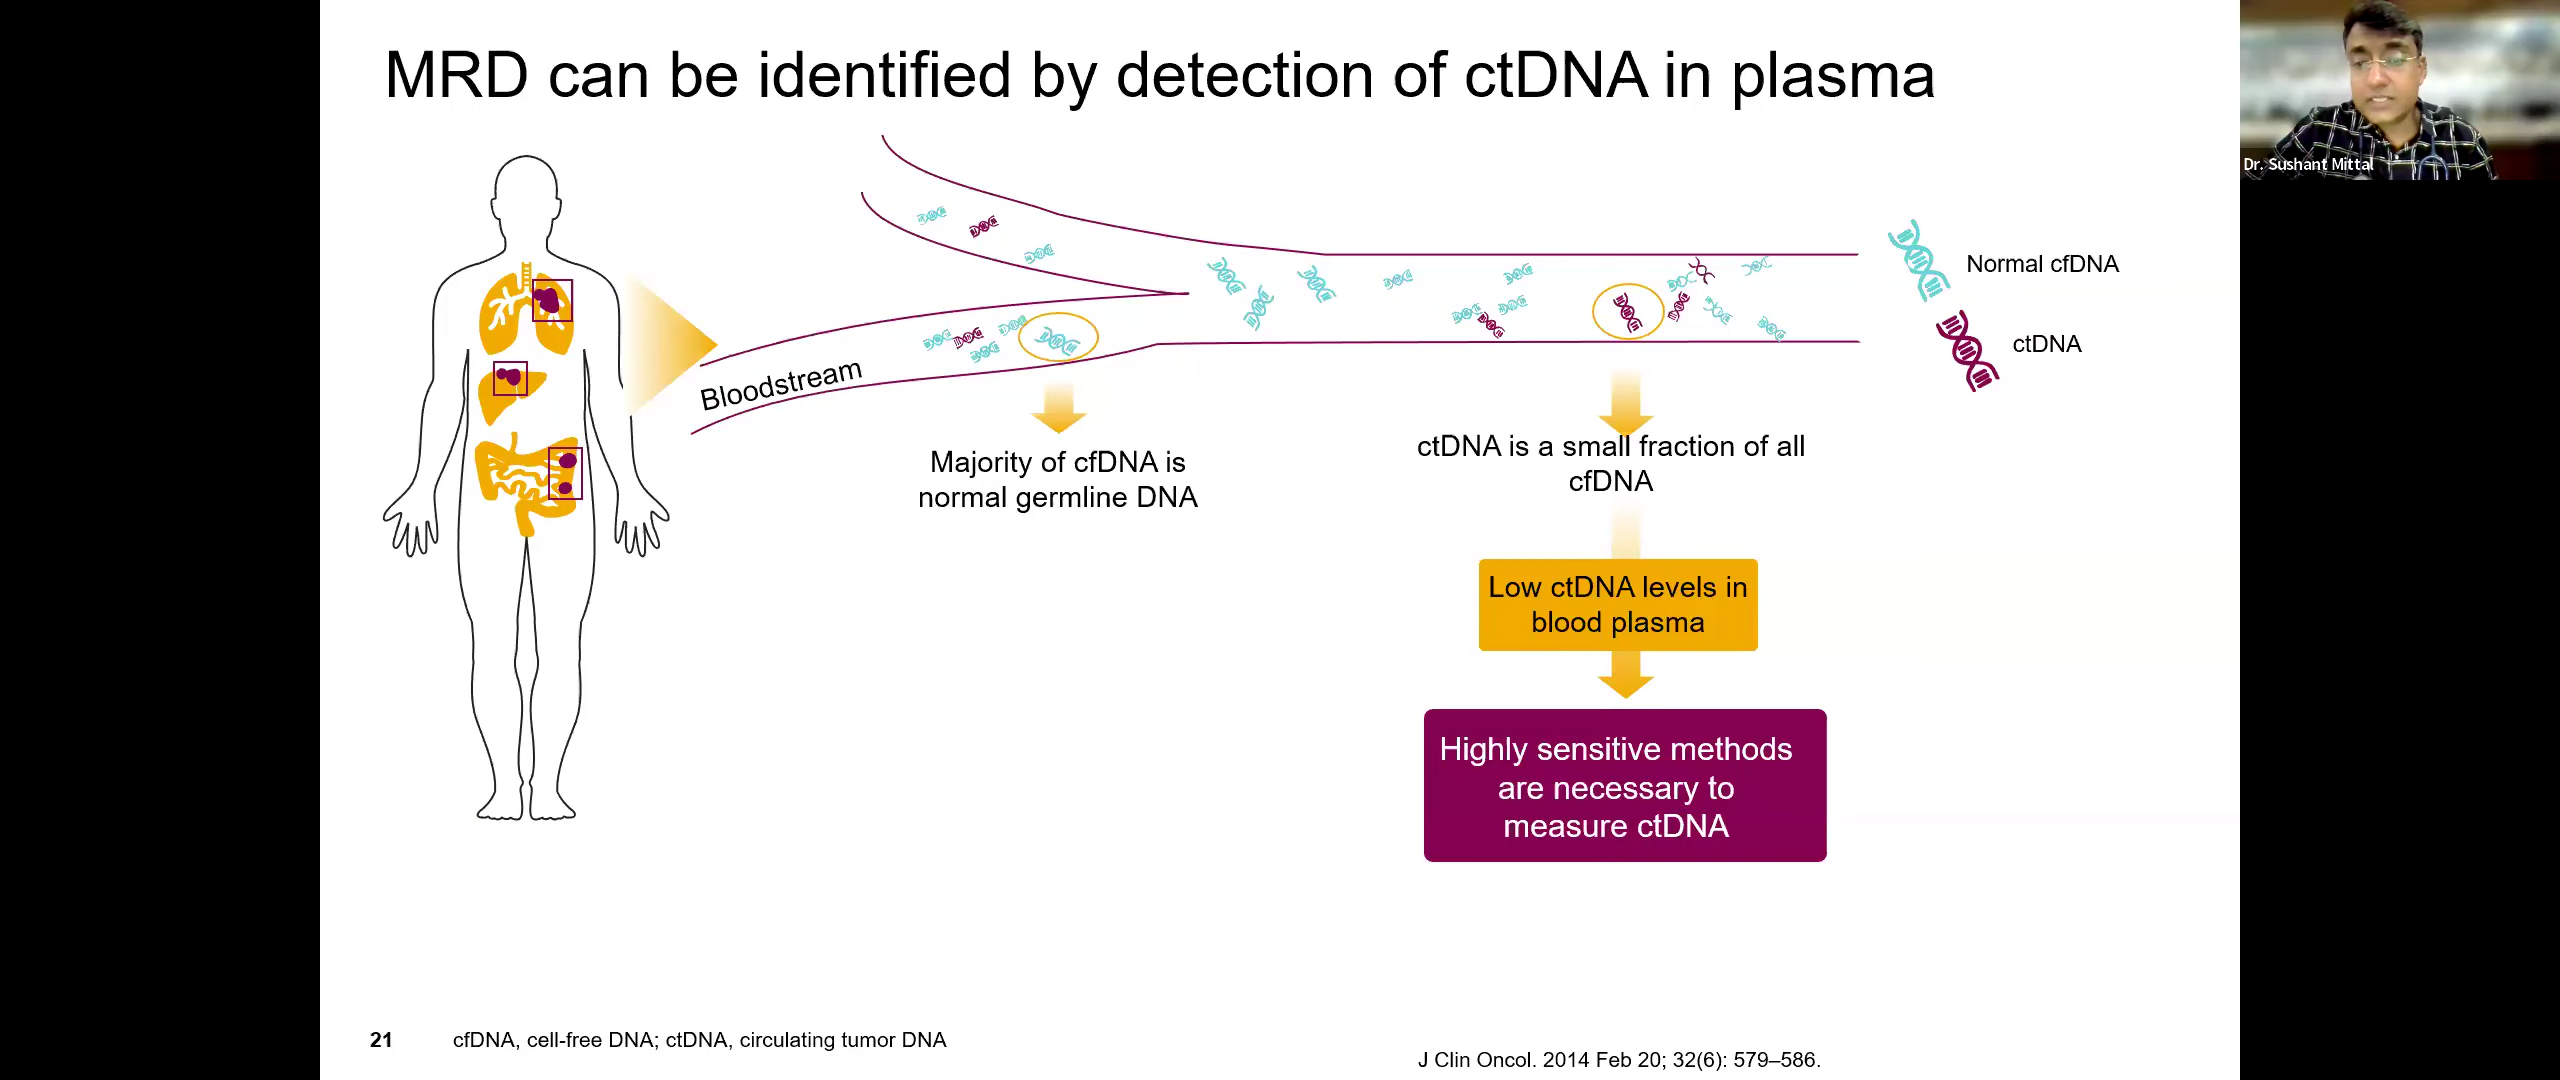 MRD can be identified by detection of ctDNA in plasma
Dr. Sushant Mittal
Normal cfDNA
ctDNA
Bloodstream
Majority of cfDNA is
normal germline DNA
ctDNA is a small fraction of all
cfDNA
Low ctDNA levels in
blood plasma
Highly sensitive methods
are necessary to
measure ctDNA
21
cfDNA, cell-free DNA; ctDNA, circulating tumor DNA
J Clin Oncol. 2014 Feb 20; 32(6): 579–586.